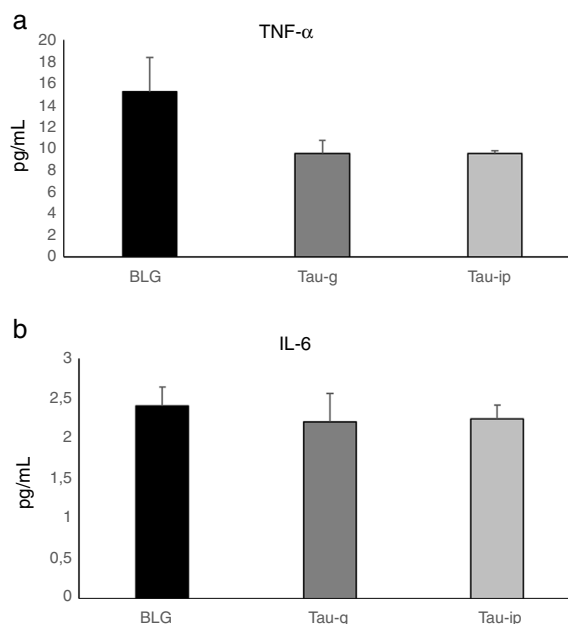 a
TNF-α
20
18
16
14
12
10
8
6
4
2
0
pg/mL
BLG
Tau-g
Tau-ip
b
IL-6
3
2,5
2
1,5
1
0,5
0
pg/mL
BLG
Tau-g
Tau-ip